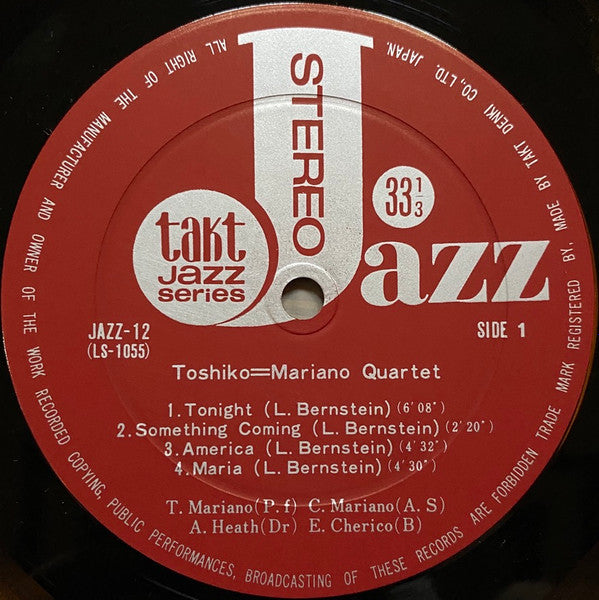 ALL RIGHT OF THE MANUFACTURER AND OWNER OF THE WORK RECORDED COPYING, PUBLIC PERFORMANCES, BROADCASTING OF THESE RECORDS ARE FORBIDDEN TRADE MARK REGISTERED BY. MADE BY TAKT DENKI CO., LTD. JAPAN.
STEREO
Jazz
33 1/3
takt
jazz
series
JAZZ-12
(LS-1055)
SIDE 1
Toshiko=Mariano Quartet
1. Tonight (L. Bernstein) (6'08")
2. Something Coming (L. Bernstein) (2'20")
3. America (L. Bernstein) (4'32")
4. Maria (L. Bernstein) (4'30")
T. Mariano (P. f) C. Mariano (A. S)
A. Heath (Dr) E. Cherico (B)